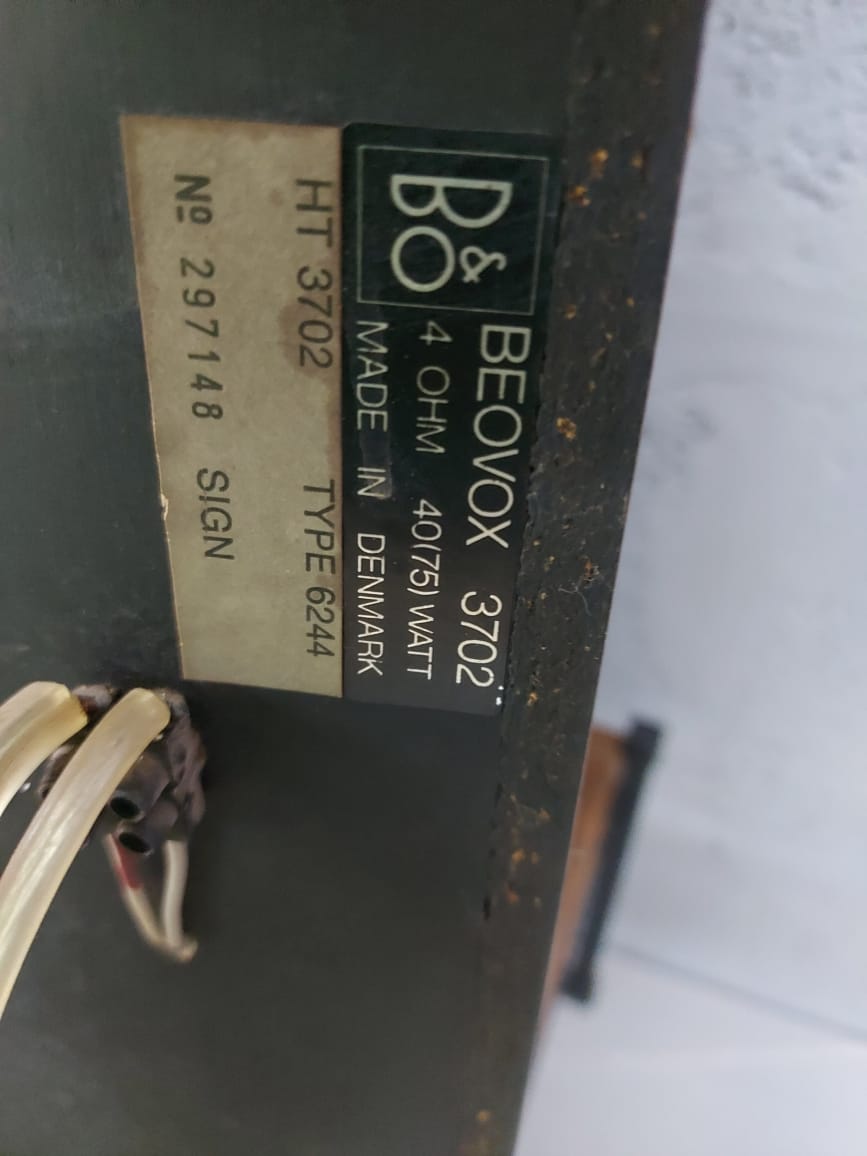 B&O
BEOVOX 3702
4 OHM 40(75) WATT
MADE IN DENMARK
HT 3702 TYPE 6244
Nº 297148 SIGN